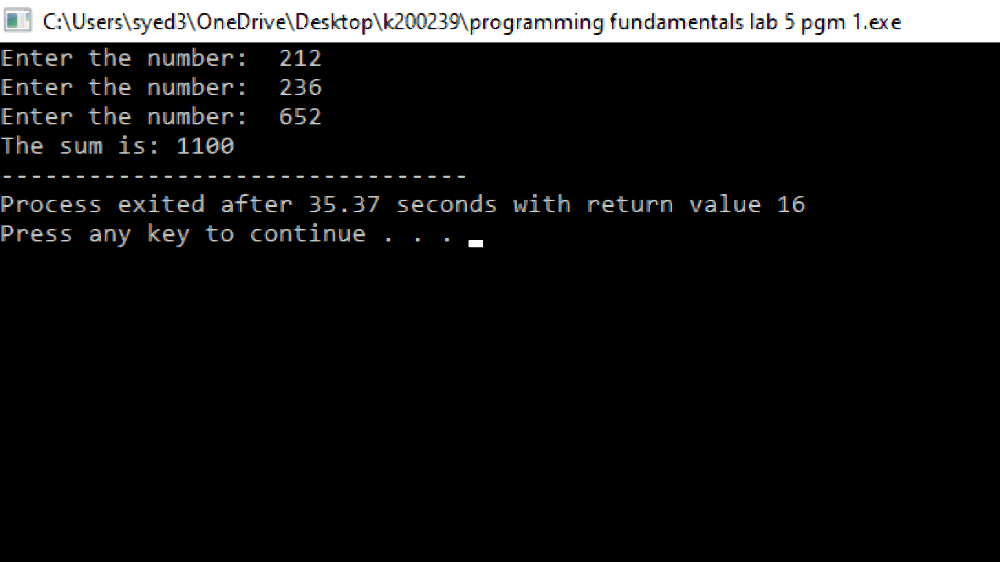 C:\Users\syed3\OneDrive\Desktop\k200239\programming fundamentals lab 5 pgm 1.exe
Enter the number:  212
Enter the number:  236
Enter the number:  652
The sum is: 1100
--------------------------------
Process exited after 35.37 seconds with return value 16
Press any key to continue . . .